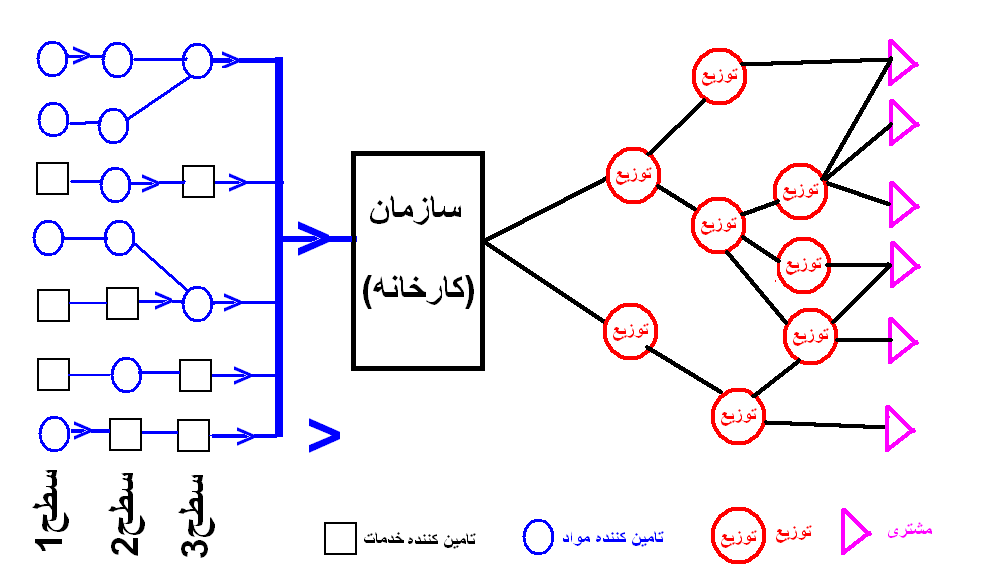 سازمان
(کارخانه)
توزیع
توزیع
توزیع
توزیع
توزیع
توزیع
توزیع
توزیع
سطح1
سطح2
سطح3
تامین کننده خدمات
تامین کننده مواد
توزیع
توزیع
مشتری